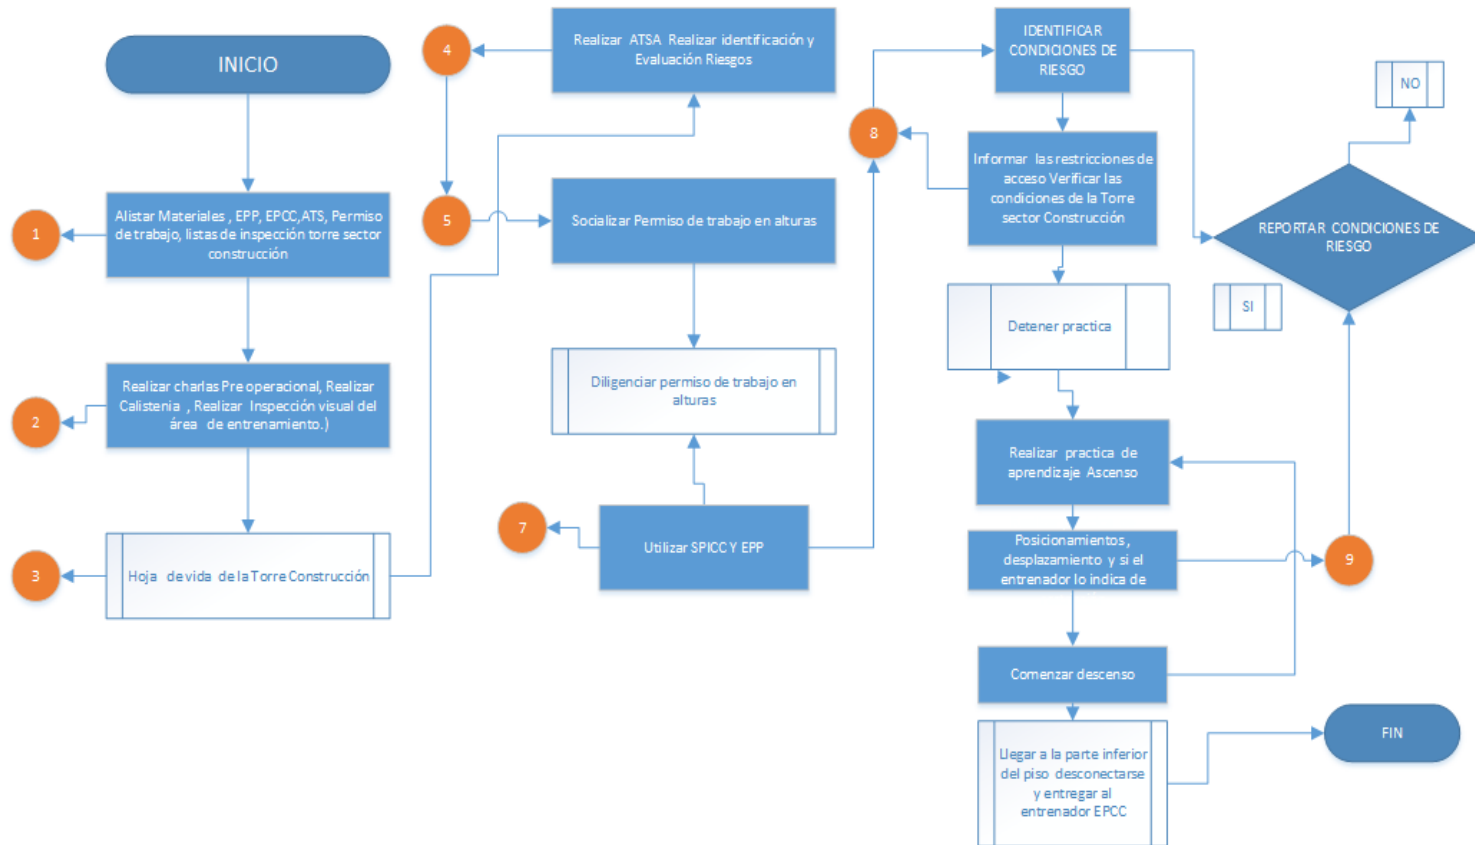 INICIO
1
Alistar Materiales , EPP, EPCC,ATS, Permiso
de trabajo, listas de inspección torre sector
construcción
2
Realizar charlas Pre operacional, Realizar
Calistenia , Realizar Inspección visual del
área de entrenamiento.)
3
Hoja de vida de la Torre Construcción
4
Realizar ATSA Realizar identificación y
Evaluación Riesgos
5
Socializar Permiso de trabajo en alturas
Diligenciar permiso de trabajo en
alturas
7
Utilizar SPICC Y EPP
8
IDENTIFICAR
CONDICIONES DE
RIESGO
Informar las restricciones de
acceso Verificar las
condiciones de la Torre
sector Construcción
Detener practica
Realizar practica de
aprendizaje Ascenso
Posicionamientos ,
desplazamiento y si el
entrenador lo indica de
Comenzar descenso
Llegar a la parte inferior
del piso desconectarse
y entregar al
entrenador EPCC
NO
REPORTAR CONDICIONES DE
RIESGO
SI
9
FIN